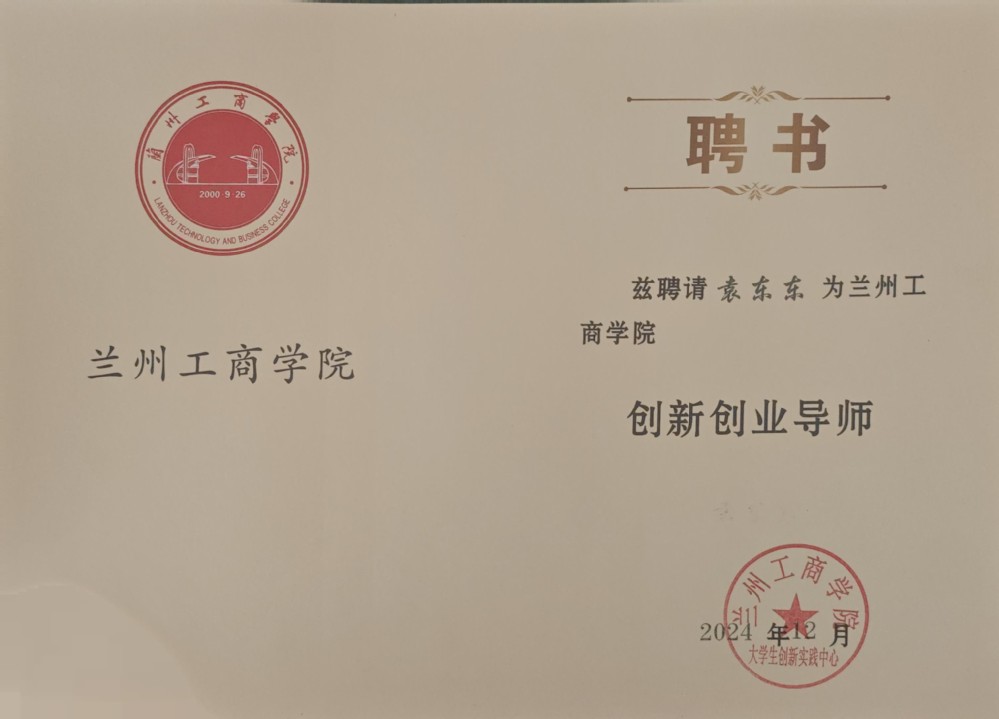 蘭州工商学院
2000·9·26
LANZHOU TECHNOLOGY AND BUSINESS COLLEGE
兰州工商学院
聘书
兹聘请 袁东东 为兰州工
商学院
创新创业导师
兰州工商学院
2024 年12 月
大学生创新实践中心